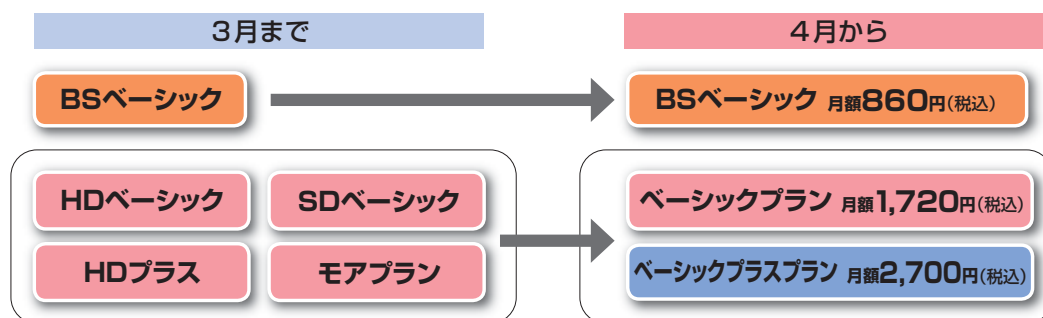 ３月まで
４月から
BSベーシック
BSベーシック 月額860円(税込)
HDベーシック
SDベーシック
ベーシックプラン 月額1,720円(税込)
HDプラス
モアプラン
ベーシックプラスプラン 月額2,700円(税込)